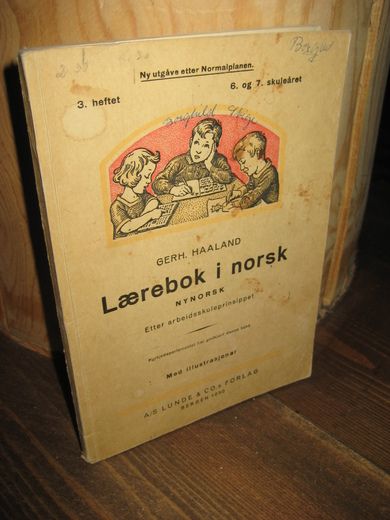 Ny utgåve etter Normalplanen.
3. heftet
6. og 7. skuleåret
GERH. HAALAND
Lærebok i norsk
NYNORSK
Etter arbeidsskuleprinsippet
Med illustrasjonar
A/S LUNDE & CO.s FORLAG
BERGEN